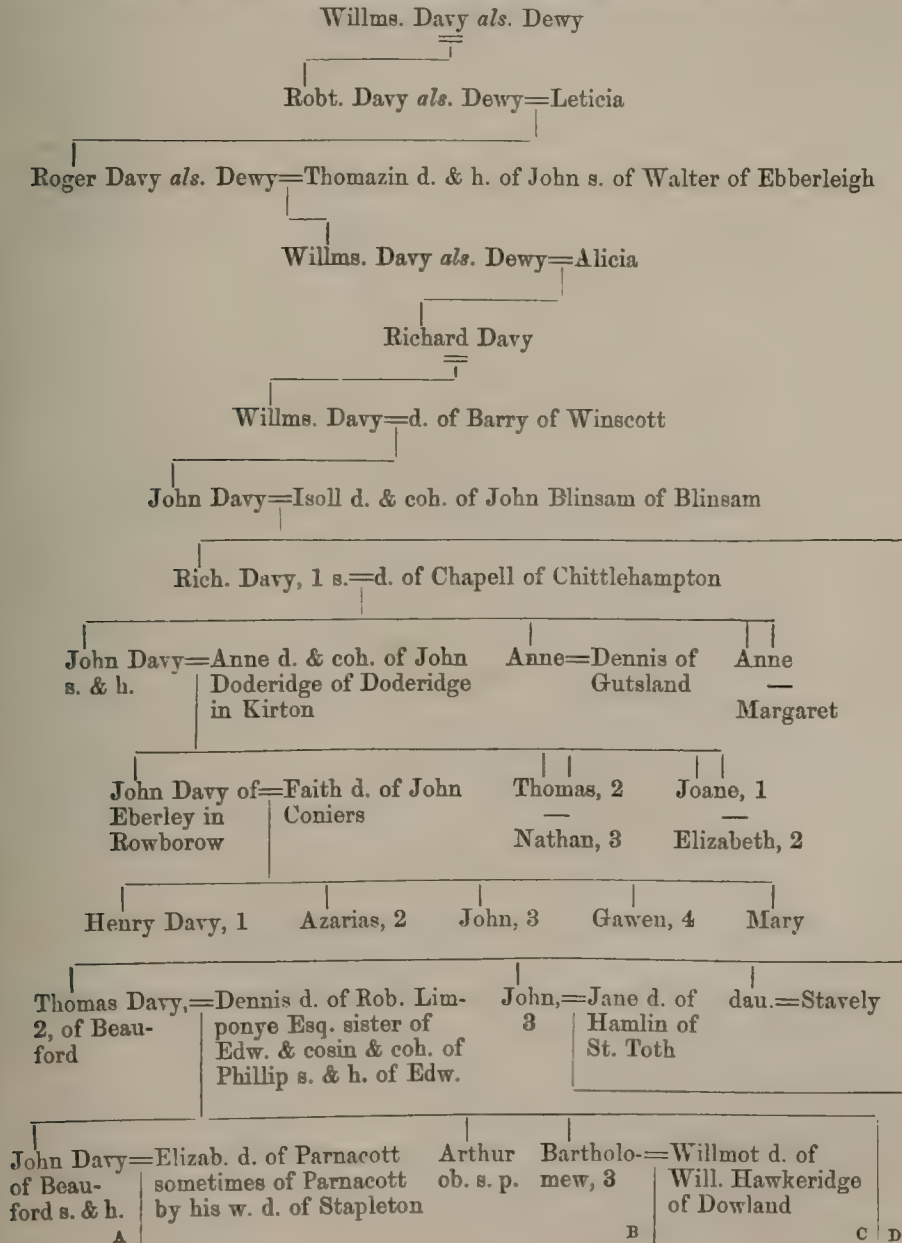 Willms. Davy als. Dewy
Robt. Davy als. Dewy=Leticia
Roger Davy als. Dewy=Thomazin d. & h. of John s. of Walter of Ebberleigh
Willms. Davy als. Dewy=Alicia
Richard Davy
Willms. Davy=d. of Barry of Winscott
John Davy=Isoll d. & coh. of John Blinsam of Blinsam
Rich. Davy, 1 s.=d. of Chapell of Chittlehampton
John Davy=Anne d. & coh. of John Anne=Dennis of Anne
s. & h. Doderidge of Doderidge Gutsland —
in Kirton Margaret
John Davy of=Faith d. of John Thomas, 2 Joane, 1
Eberley in Coniers — —
Rowborow Nathan, 3 Elizabeth, 2
Henry Davy, 1 Azarias, 2 John, 3 Gawen, 4 Mary
Thomas Davy,=Dennis d. of Rob. Lim- John,=Jane d. of dau.=Stavely
2, of Beau- ponye Esq. sister of 3 Hamlin of
ford Edw. & cosin & coh. of St. Toth
Phillip s. & h. of Edw.
John Davy=Elizab. d. of Parnacott Arthur Bartholo-=Willmot d. of
of Beau- sometimes of Parnacott ob. s. p. mew, 3 Will. Hawkeridge
ford s. & h. by his w. d. of Stapleton of Dowland
A B C D